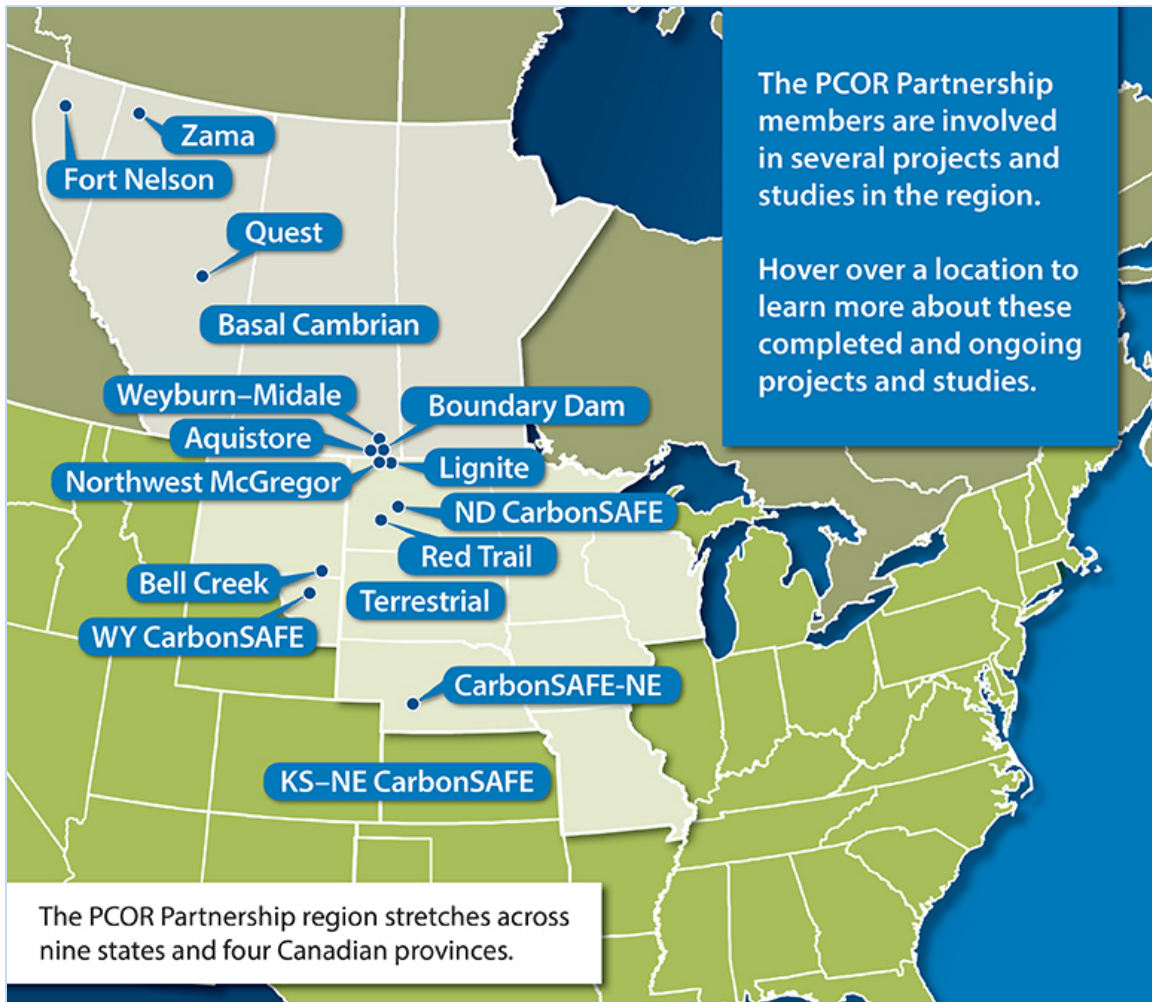 The PCOR Partnership
members are involved
in several projects and
studies in the region.
Hover over a location to
learn more about these
completed and ongoing
projects and studies.
Zama
Fort Nelson
Quest
Basal Cambrian
Weyburn–Midale
Boundary Dam
Aquistore
Lignite
Northwest McGregor
ND CarbonSAFE
Red Trail
Bell Creek
Terrestrial
WY CarbonSAFE
CarbonSAFE-NE
KS–NE CarbonSAFE
The PCOR Partnership region stretches across
nine states and four Canadian provinces.